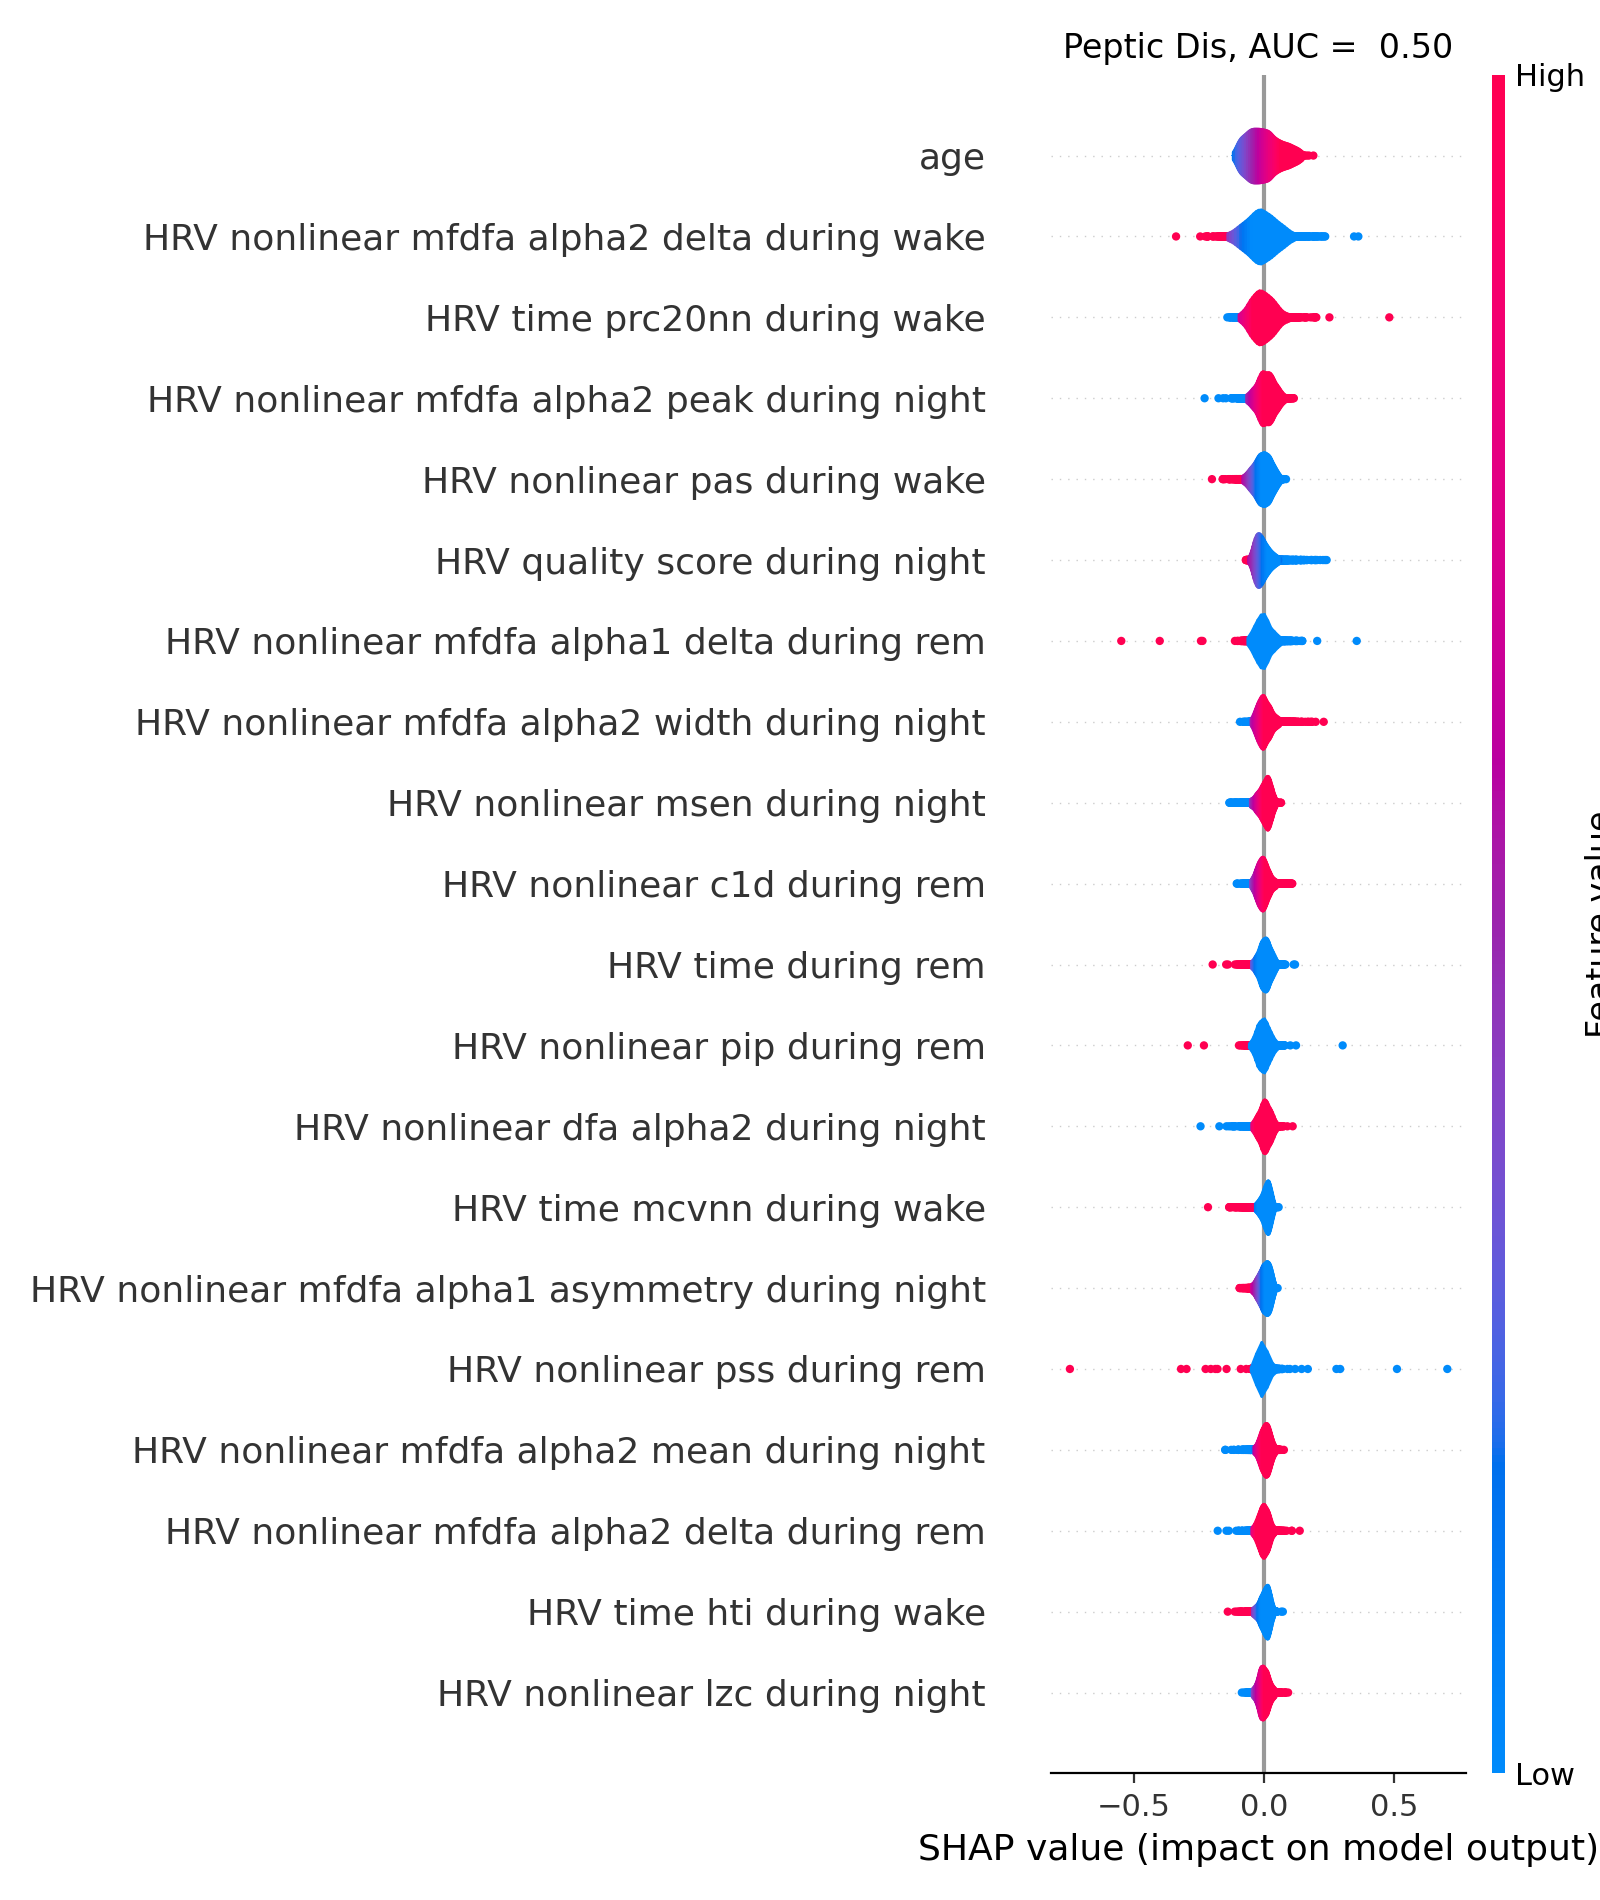 Peptic Dis, AUC = 0.50
High
age
HRV nonlinear mfdfa alpha2 delta during wake
HRV time prc20nn during wake
HRV nonlinear mfdfa alpha2 peak during night
HRV nonlinear pas during wake
HRV quality score during night
HRV nonlinear mfdfa alpha1 delta during rem
HRV nonlinear mfdfa alpha2 width during night
HRV nonlinear msen during night
HRV nonlinear c1d during rem
HRV time during rem
HRV nonlinear pip during rem
HRV nonlinear dfa alpha2 during night
HRV time mcvnn during wake
HRV nonlinear mfdfa alpha1 asymmetry during night
HRV nonlinear pss during rem
HRV nonlinear mfdfa alpha2 mean during night
HRV nonlinear mfdfa alpha2 delta during rem
HRV time hti during wake
HRV nonlinear lzc during night
Feature value
Low
−0.5 0.0 0.5
SHAP value (impact on model output)